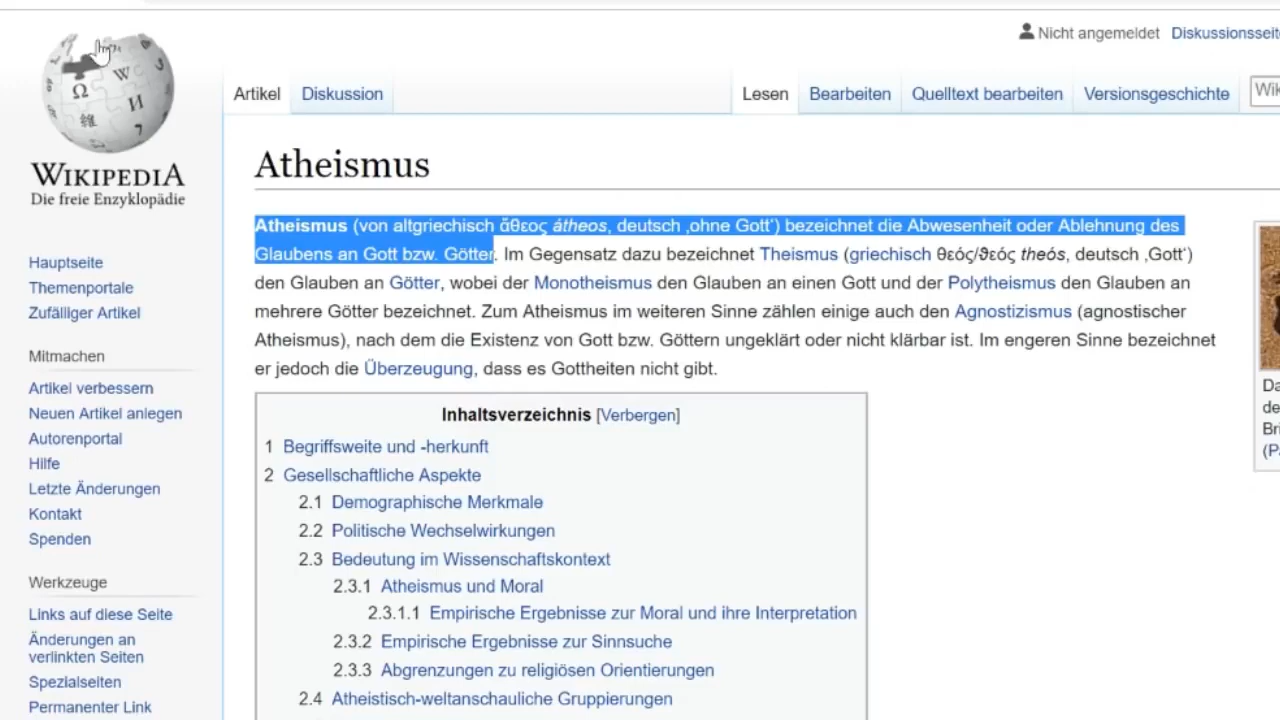 Nicht angemeldet Diskussionsseite
Artikel Diskussion Lesen Bearbeiten Quelltext bearbeiten Versionsgeschichte
WIKIPEDIA
Die freie Enzyklopädie
Atheismus
Atheismus (von altgriechisch ἄθεος átheos, deutsch ‚ohne Gott‘) bezeichnet die Abwesenheit oder Ablehnung des
Glaubens an Gott bzw. Götter. Im Gegensatz dazu bezeichnet Theismus (griechisch θεός/ϑεός theós, deutsch ‚Gott‘)
den Glauben an Götter, wobei der Monotheismus den Glauben an einen Gott und der Polytheismus den Glauben an
mehrere Götter bezeichnet. Zum Atheismus im weiteren Sinne zählen einige auch den Agnostizismus (agnostischer
Atheismus), nach dem die Existenz von Gott bzw. Göttern ungeklärt oder nicht klärbar ist. Im engeren Sinne bezeichnet
er jedoch die Überzeugung, dass es Gottheiten nicht gibt.
Hauptseite
Themenportale
Zufälliger Artikel
Mitmachen
Artikel verbessern
Neuen Artikel anlegen
Autorenportal
Hilfe
Letzte Änderungen
Kontakt
Spenden
Werkzeuge
Links auf diese Seite
Änderungen an
verlinkten Seiten
Spezialseiten
Permanenter Link
Inhaltsverzeichnis [Verbergen]
1 Begriffsweite und -herkunft
2 Gesellschaftliche Aspekte
2.1 Demographische Merkmale
2.2 Politische Wechselwirkungen
2.3 Bedeutung im Wissenschaftskontext
2.3.1 Atheismus und Moral
2.3.1.1 Empirische Ergebnisse zur Moral und ihre Interpretation
2.3.2 Empirische Ergebnisse zur Sinnsuche
2.3.3 Abgrenzungen zu religiösen Orientierungen
2.4 Atheistisch-weltanschauliche Gruppierungen